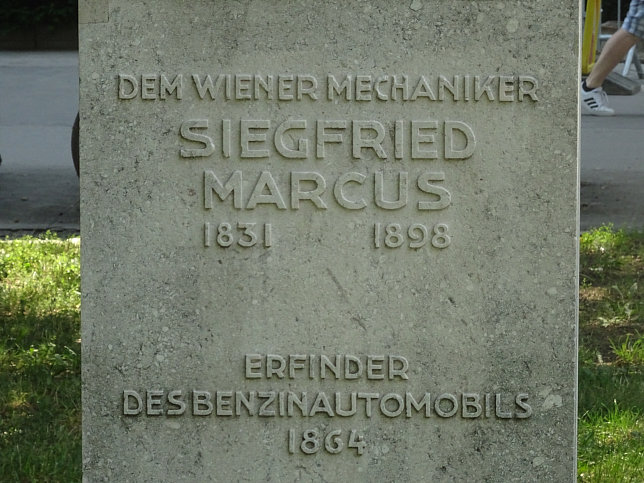 DEM WIENER MECHANIKER
SIEGFRIED
MARCUS
1831 1898
ERFINDER
DES BENZINAUTOMOBILS
1864